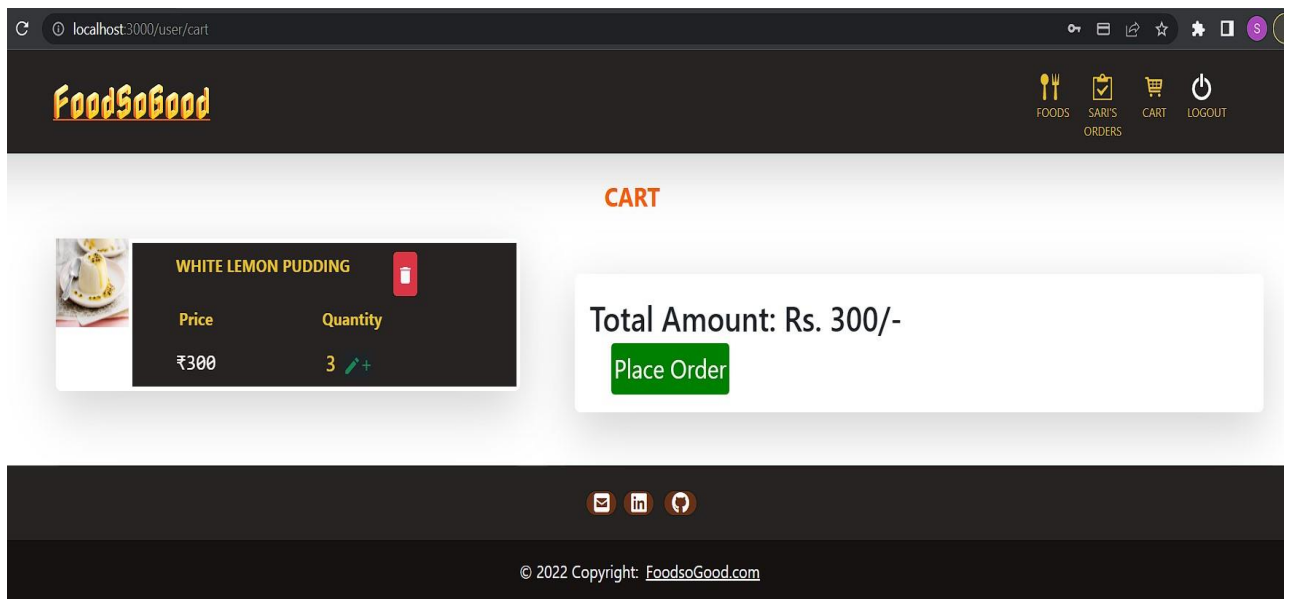 localhost:3000/user/cart
S
FoodSoGood
FOODS
SARI'S
ORDERS
CART
LOGOUT
CART
WHITE LEMON PUDDING
Price Quantity
₹300 3 +
Total Amount: Rs. 300/-
Place Order
in
© 2022 Copyright: FoodsoGood.com